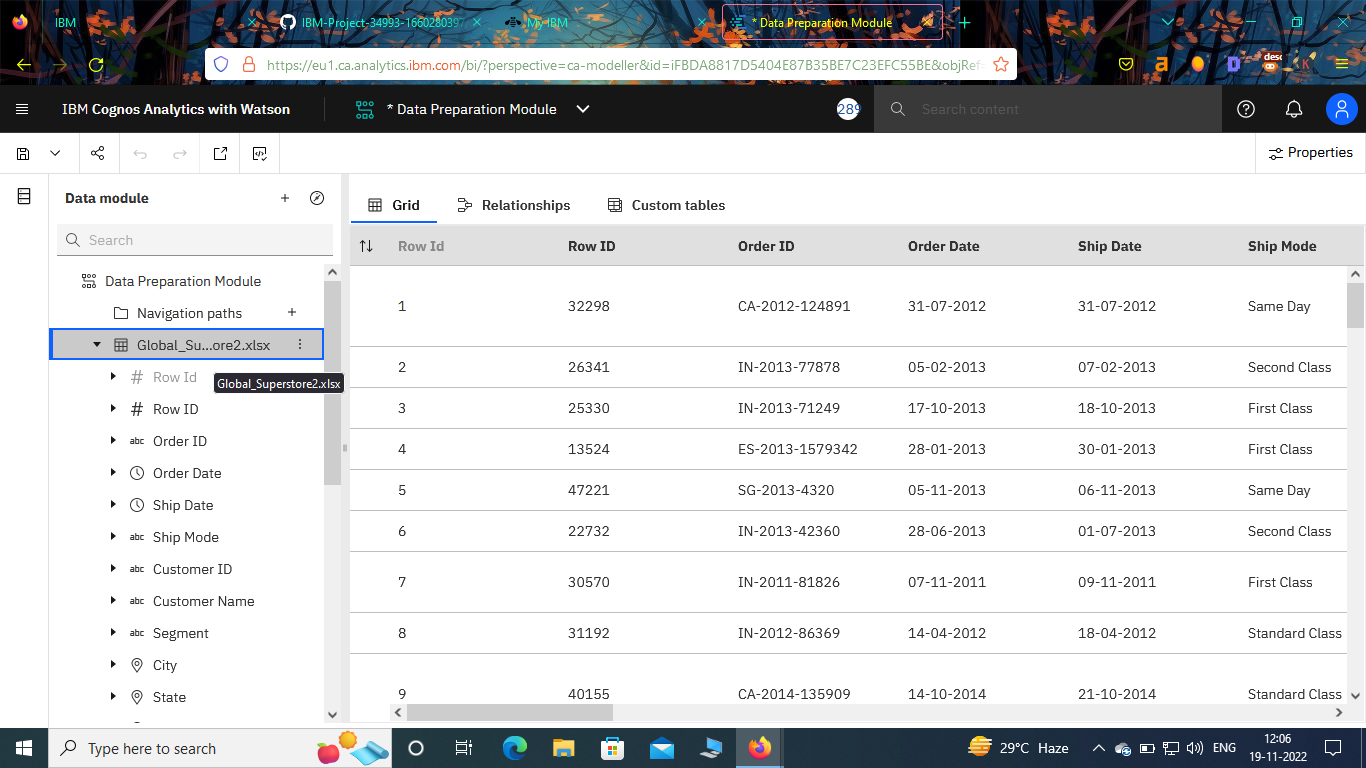 IBM
IBM-Project-34993-1660280397
My IBM
* Data Preparation Module
https://eu1.ca.analytics.ibm.com/bi/?perspective=ca-modeller&id=iFBDA8817D5404E87B35BE7C23EFC55BE&objRef=
desc
IBM Cognos Analytics with Watson
* Data Preparation Module
289
Search content
Properties
Data module
Grid
Relationships
Custom tables
Search
Data Preparation Module
Navigation paths
Global_Su...ore2.xlsx
Row Id
Global_Superstore2.xlsx
Row ID
abc Order ID
Order Date
Ship Date
abc Ship Mode
abc Customer ID
abc Customer Name
abc Segment
City
State
Row Id Row ID Order ID Order Date Ship Date Ship Mode
1 32298 CA-2012-124891 31-07-2012 31-07-2012 Same Day
2 26341 IN-2013-77878 05-02-2013 07-02-2013 Second Class
3 25330 IN-2013-71249 17-10-2013 18-10-2013 First Class
4 13524 ES-2013-1579342 28-01-2013 30-01-2013 First Class
5 47221 SG-2013-4320 05-11-2013 06-11-2013 Same Day
6 22732 IN-2013-42360 28-06-2013 01-07-2013 Second Class
7 30570 IN-2011-81826 07-11-2011 09-11-2011 First Class
8 31192 IN-2012-86369 14-04-2012 18-04-2012 Standard Class
9 40155 CA-2014-135909 14-10-2014 21-10-2014 Standard Class
Type here to search
29°C Haze
ENG
12:06
19-11-2022